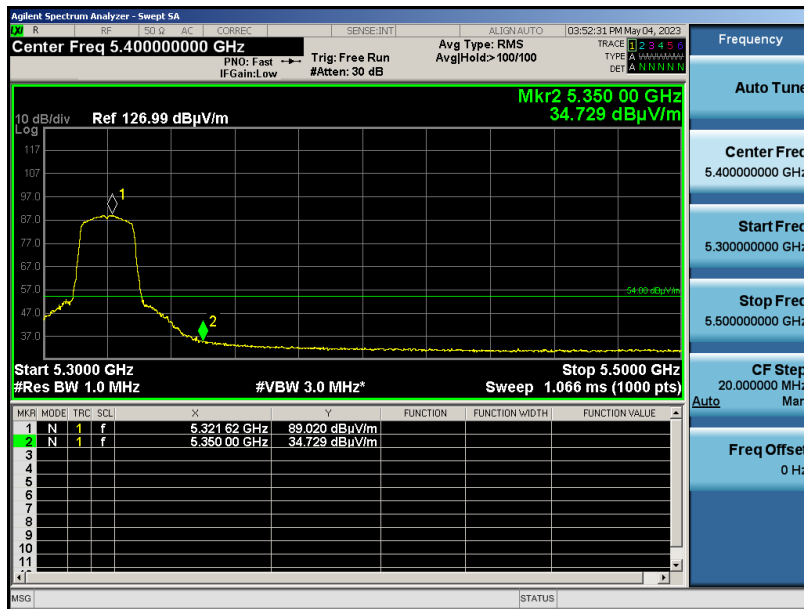 Agilent Spectrum Analyzer - Swept SA
LXI R RF 50 Ω AC CORREC SENSE:INT ALIGN AUTO 03:52:31 PM May 04, 2023
Center Freq 5.400000000 GHz
PNO: Fast
IFGain:Low
Trig: Free Run
#Atten: 30 dB
Avg Type: RMS
Avg|Hold:>100/100
TRACE 1 2 3 4 5 6
TYPE A WWWWW
DET A N N N N N
Mkr2 5.350 00 GHz
34.729 dBµV/m
10 dB/div Ref 126.99 dBµV/m
Log
117
107
97.0
87.0
77.0
67.0
57.0
47.0
37.0
1
2
54.00 dBµV/m
Start 5.3000 GHz Stop 5.5000 GHz
#Res BW 1.0 MHz #VBW 3.0 MHz* Sweep 1.066 ms (1000 pts)
MKR MODE TRC SCL X Y FUNCTION FUNCTION WIDTH FUNCTION VALUE
1 N 1 f 5.321 62 GHz 89.020 dBµV/m
2 N 1 f 5.350 00 GHz 34.729 dBµV/m
3
4
5
6
7
8
9
10
11
MSG STATUS
Frequency
Auto Tune
Center Freq
5.400000000 GHz
Start Freq
5.300000000 GHz
Stop Freq
5.500000000 GHz
CF Step
20.000000 MHz
Auto Man
Freq Offset
0 Hz